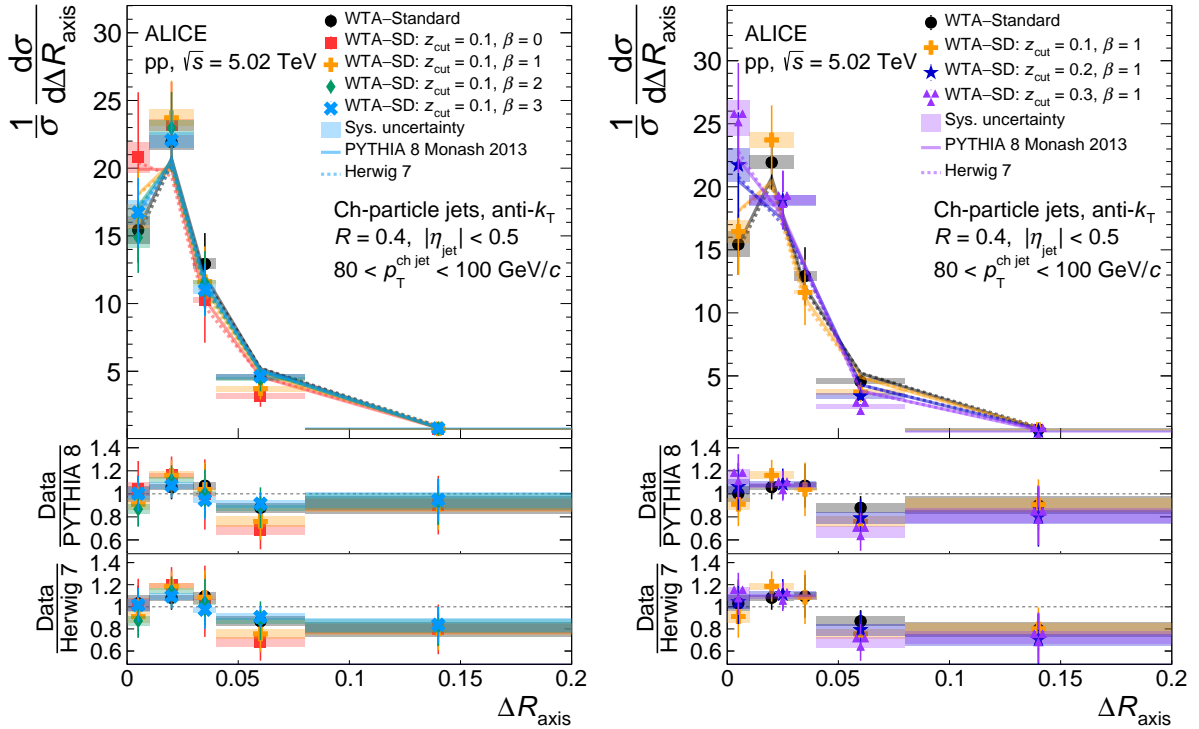 1/σ dσ/dΔR_axis
ALICE
pp, √s = 5.02 TeV
WTA−Standard
WTA−SD: z_cut = 0.1, β = 0
WTA−SD: z_cut = 0.1, β = 1
WTA−SD: z_cut = 0.1, β = 2
WTA−SD: z_cut = 0.1, β = 3
Sys. uncertainty
PYTHIA 8 Monash 2013
Herwig 7
Ch-particle jets, anti-k_T
R = 0.4, |η_jet| < 0.5
80 < p_T^ch jet < 100 GeV/c
30
25
20
15
10
5
Data
PYTHIA 8
1.4
1.2
1
0.8
0.6
Data
Herwig 7
1.4
1.2
1
0.8
0.6
0 0.05 0.1 0.15 0.2
ΔR_axis
1/σ dσ/dΔR_axis
ALICE
pp, √s = 5.02 TeV
WTA−Standard
WTA−SD: z_cut = 0.1, β = 1
WTA−SD: z_cut = 0.2, β = 1
WTA−SD: z_cut = 0.3, β = 1
Sys. uncertainty
PYTHIA 8 Monash 2013
Herwig 7
Ch-particle jets, anti-k_T
R = 0.4, |η_jet| < 0.5
80 < p_T^ch jet < 100 GeV/c
30
25
20
15
10
5
Data
PYTHIA 8
1.4
1.2
1
0.8
0.6
Data
Herwig 7
1.4
1.2
1
0.8
0.6
0 0.05 0.1 0.15 0.2
ΔR_axis